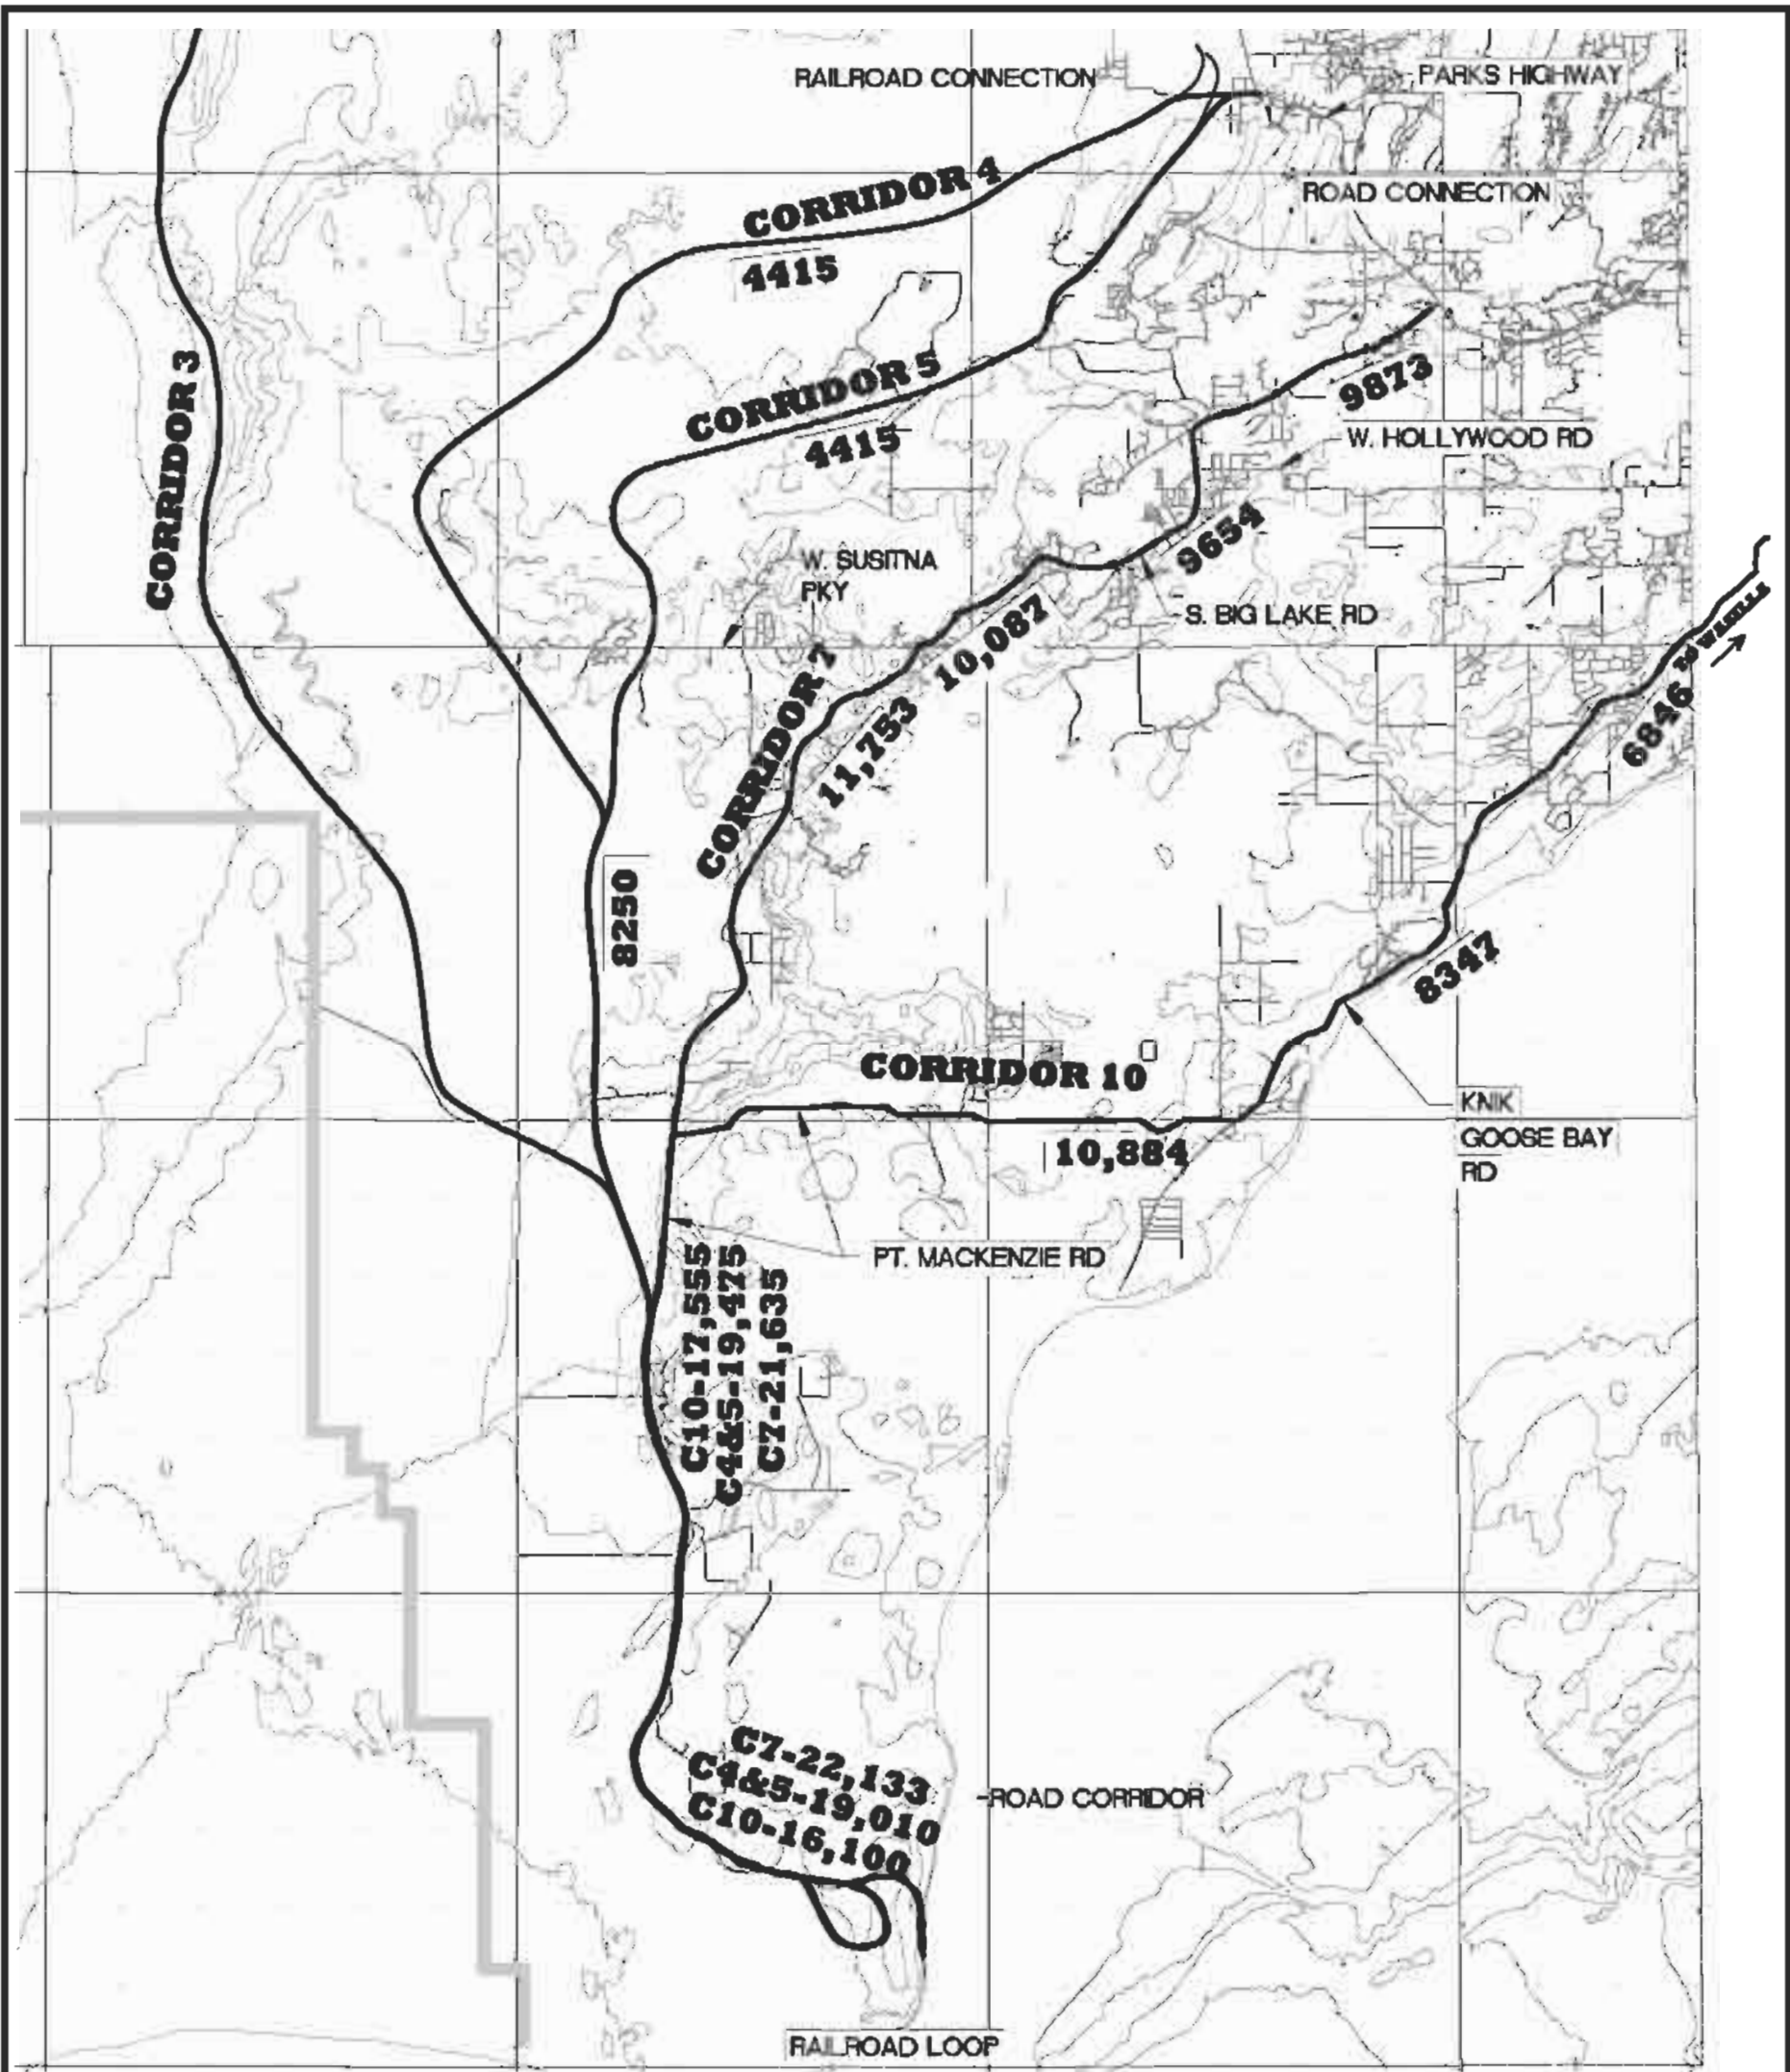 RAILROAD CONNECTION
PARKS HIGHWAY
CORRIDOR 4
ROAD CONNECTION
4415
CORRIDOR 3
CORRIDOR 5
4415
9873
W. HOLLYWOOD RD
9654
W. SUSITNA
PKY
S. BIG LAKE RD
10,087
TO WASILLA
CORRIDOR 7
11,753
6846
8250
8347
CORRIDOR 10
KNIK
GOOSE BAY
RD
10,884
PT. MACKENZIE RD
C10-17,555
C4&5-19,475
C7-21,635
C7-22,133
C4&5-19,010
C10-16,100
ROAD CORRIDOR
RAILROAD LOOP